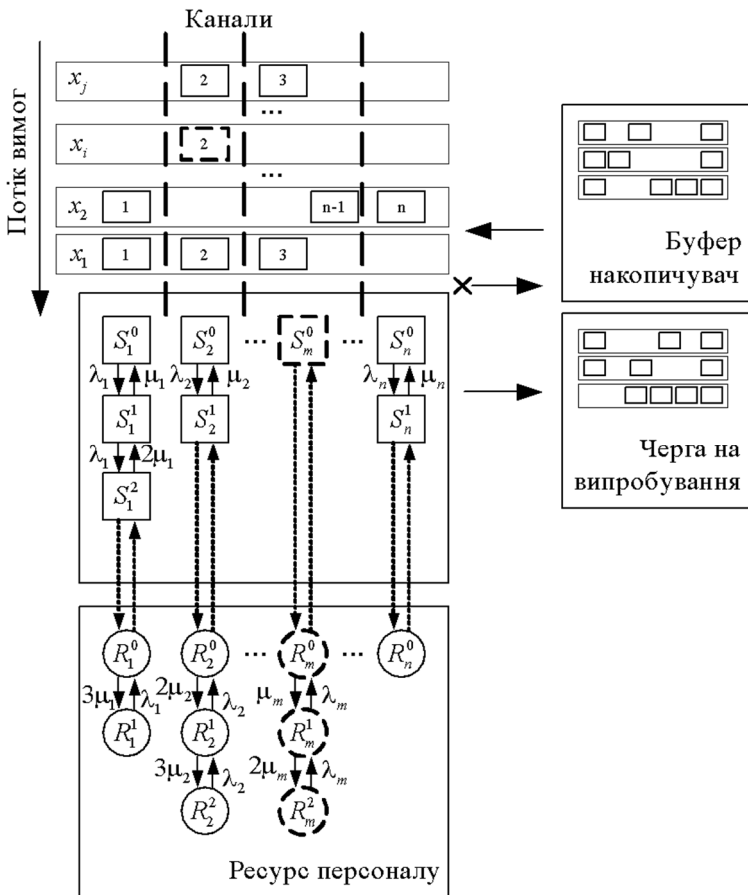 Канали
Потік вимог
x_j 2 3
...
x_i 2
...
x_2 1 n-1 n
x_1 1 2 3
Буфер
накопичувач
S_1^0 S_2^0 ... S_m^0 ... S_n^0
λ_1 μ_1 λ_2 μ_2 λ_n μ_n
S_1^1 S_2^1 S_n^1
λ_1 2μ_1
S_1^2
Черга на
випробування
R_1^0 R_2^0 ... R_m^0 ... R_n^0
3μ_1 λ_1 2μ_2 λ_2 μ_m λ_m
R_1^1 R_2^1 R_m^1
3μ_2 λ_2 2μ_m λ_m
R_2^2 R_m^2
Ресурс персоналу